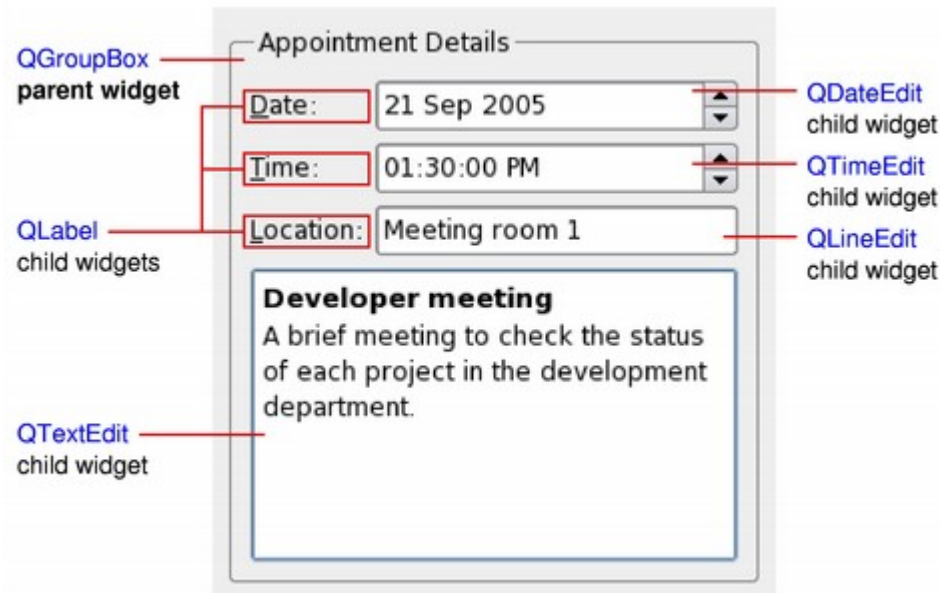 Appointment Details
QGroupBox
parent widget
Date:
21 Sep 2005
QDateEdit
child widget
Time:
01:30:00 PM
QTimeEdit
child widget
QLabel
child widgets
Location:
Meeting room 1
QLineEdit
child widget
Developer meeting
A brief meeting to check the status
of each project in the development
department.
QTextEdit
child widget